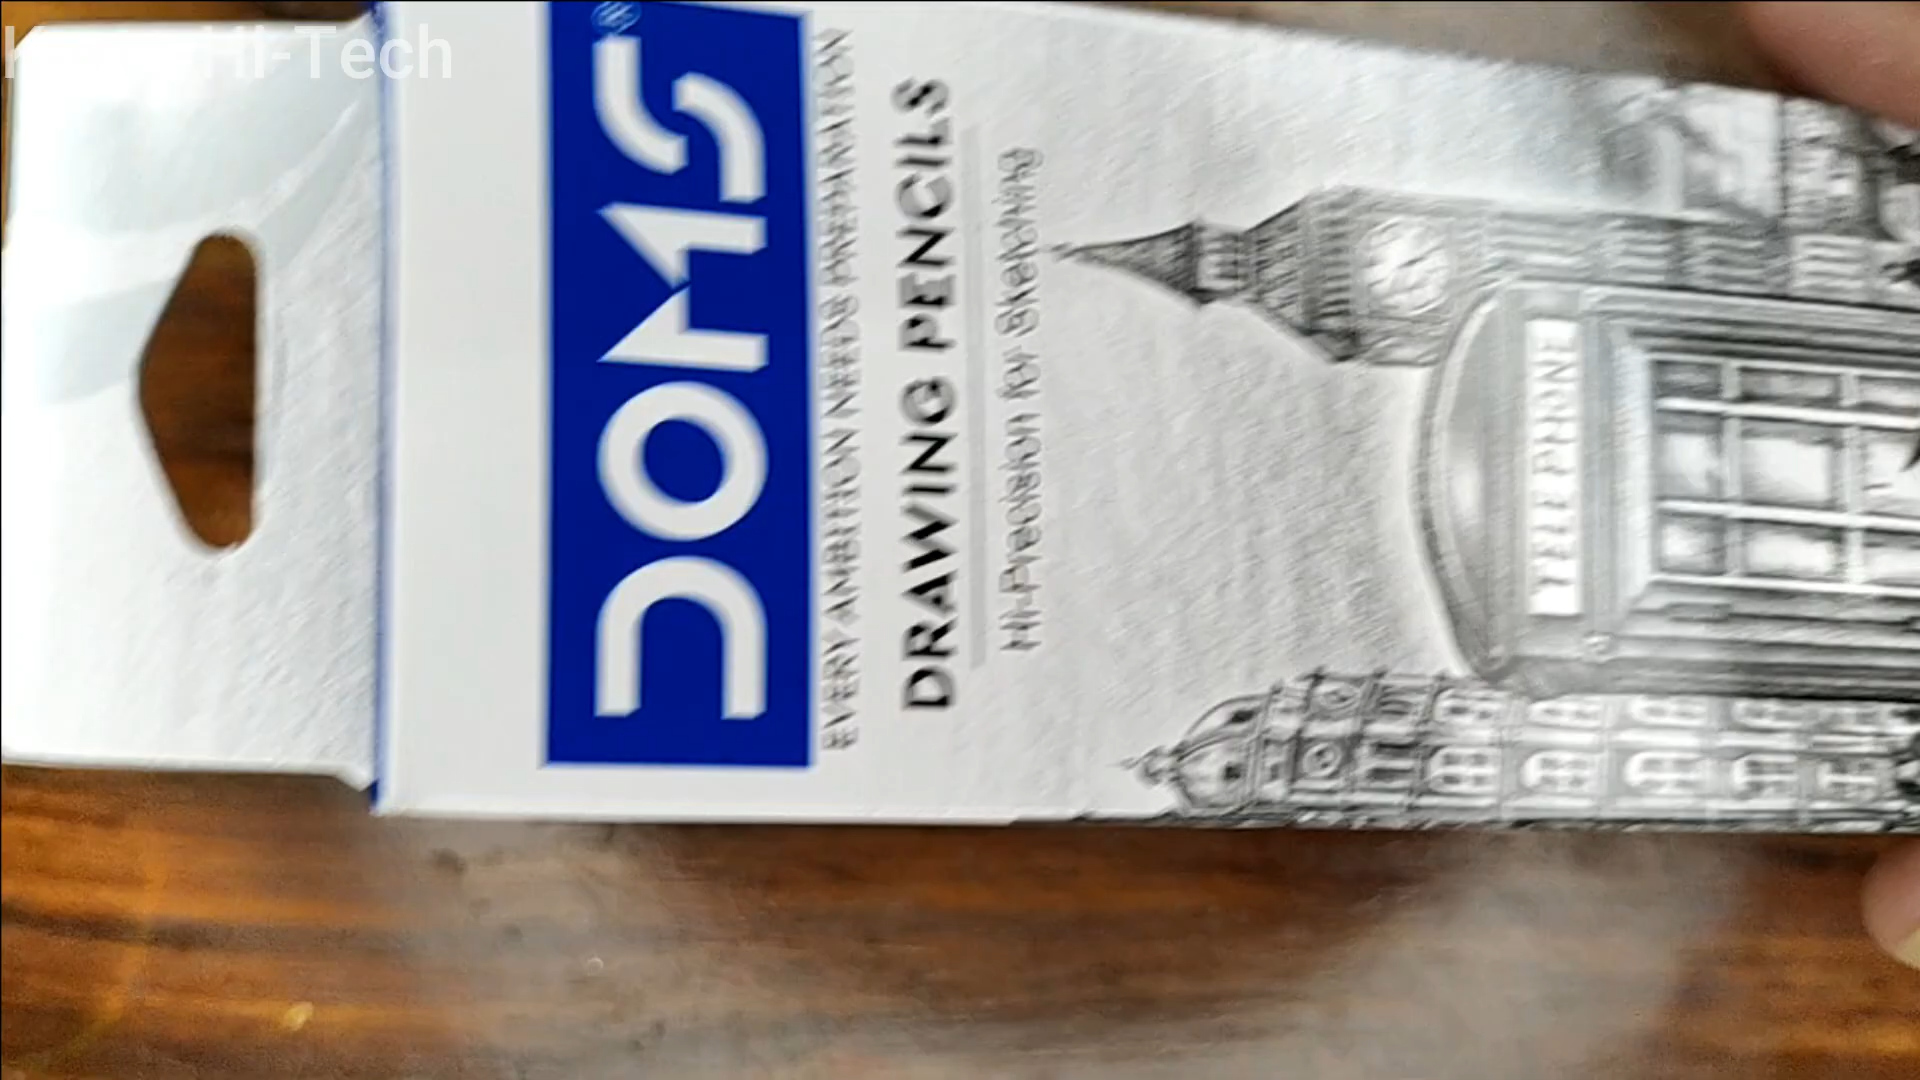 Hi-Tech
DOMS®
EVERY AMBITION NEEDS PREPARATION
DRAWING PENCILS
Hi-Precision for Sketching
TELEPHONE